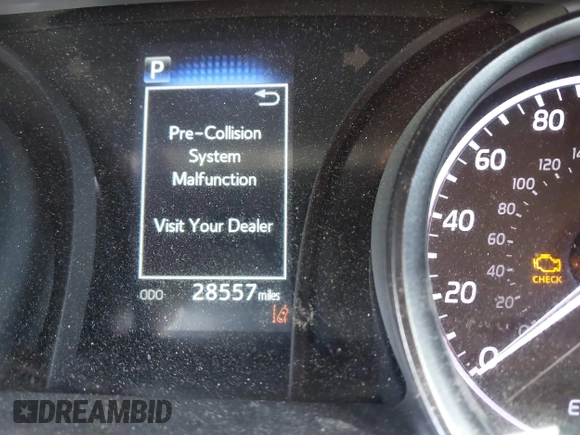 P
Pre-Collision
System
Malfunction
Visit Your Dealer
ODO 28557 miles
80
60
40
20
0
120
100
80
60
40
20
CHECK
E
DREAMBID